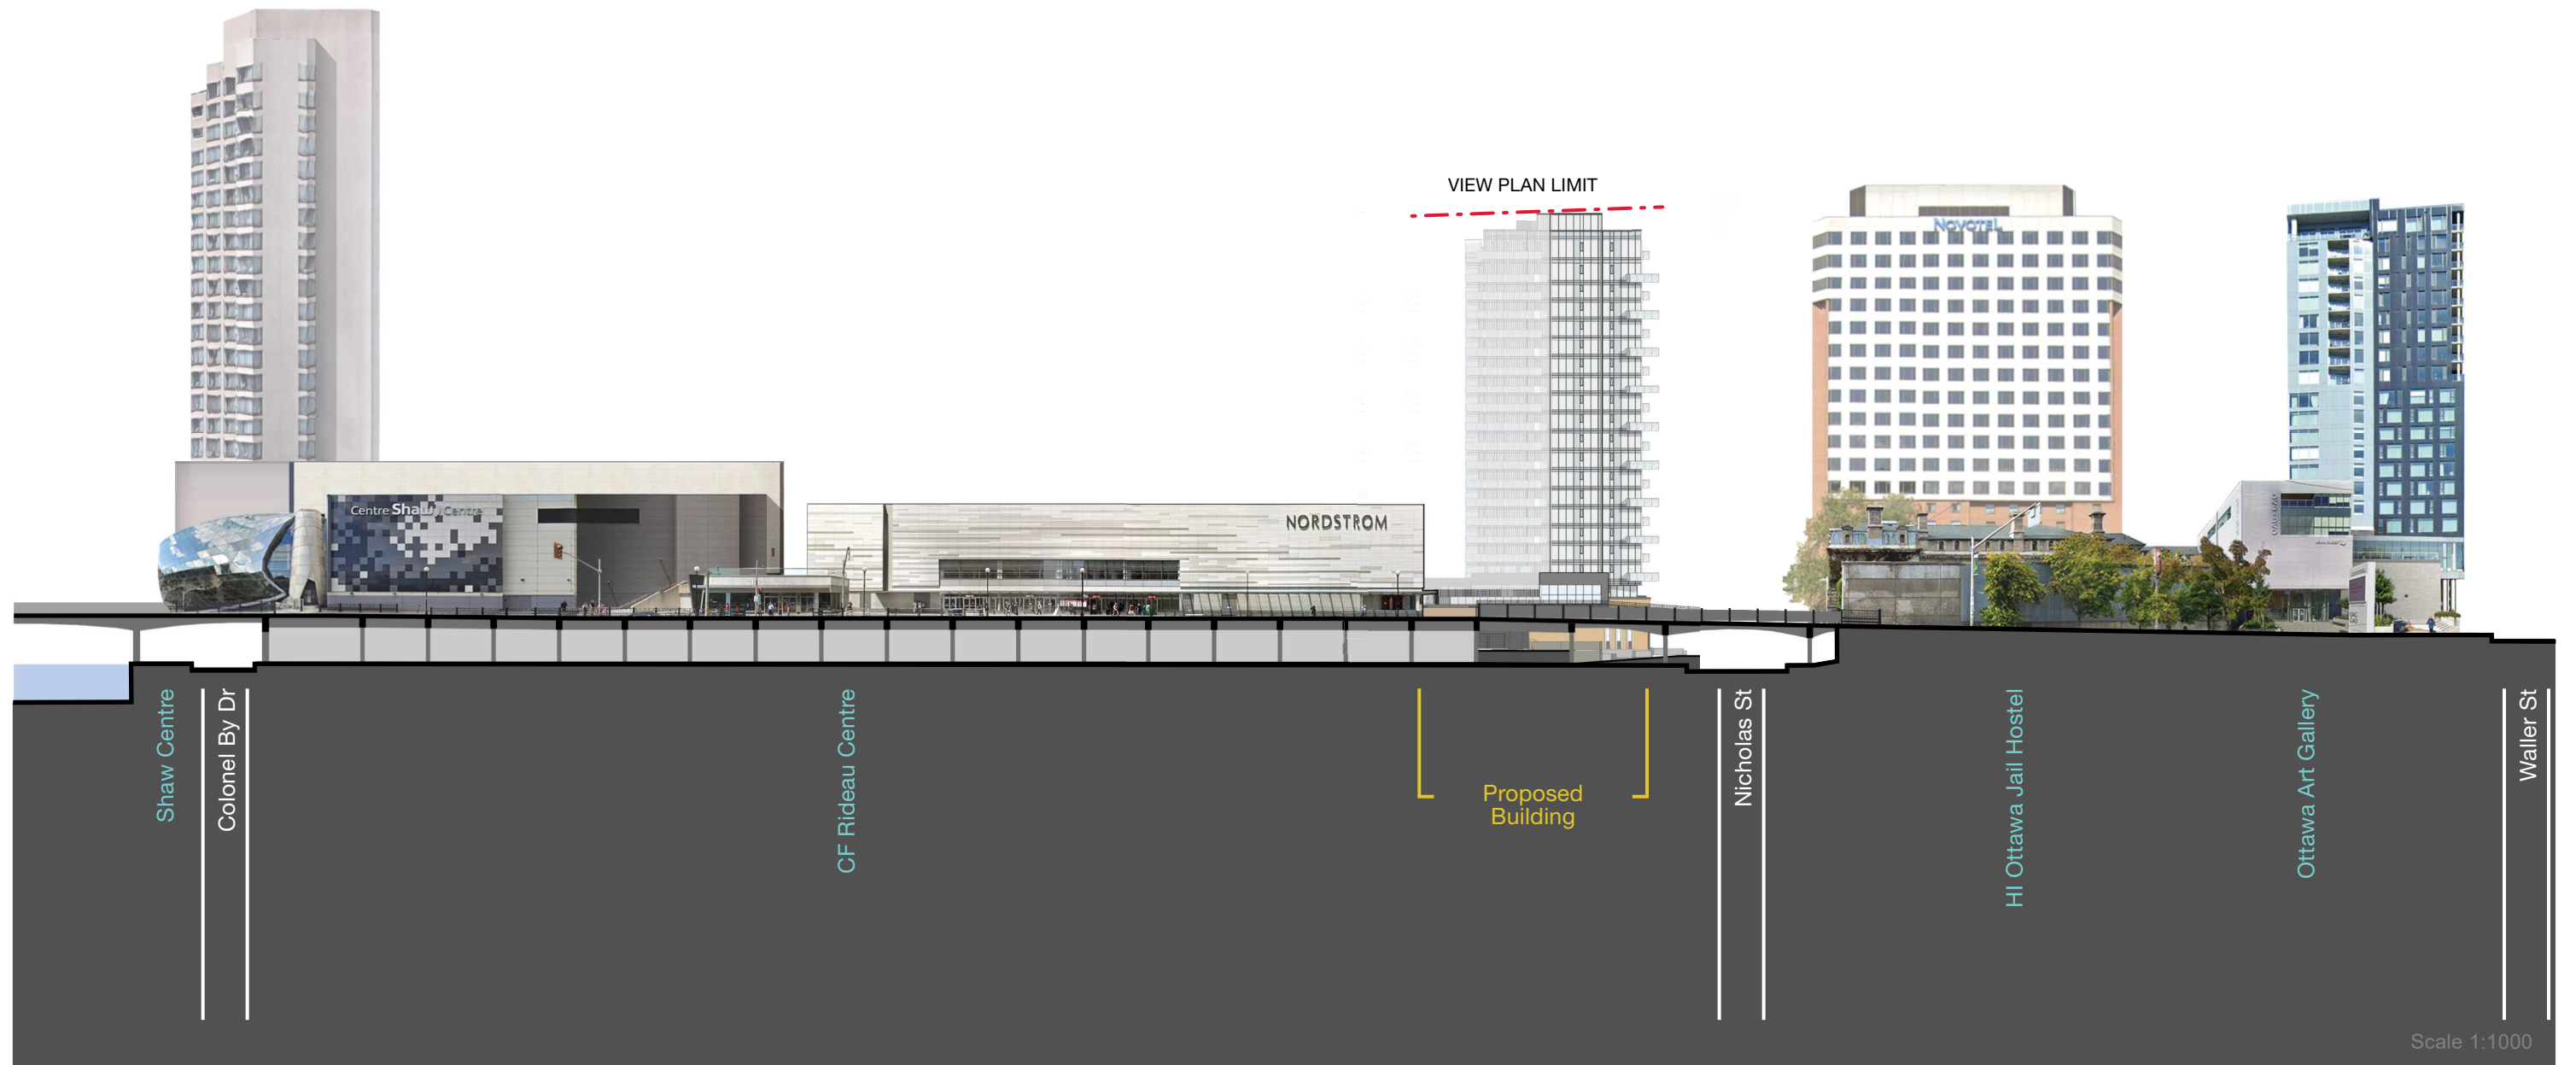 VIEW PLAN LIMIT
NOVOTEL
Centre Shaw Centre
NORDSTROM
Shaw Centre
Colonel By Dr
CF Rideau Centre
Proposed
Building
Nicholas St
HI Ottawa Jail Hostel
Ottawa Art Gallery
Waller St
Scale 1:1000